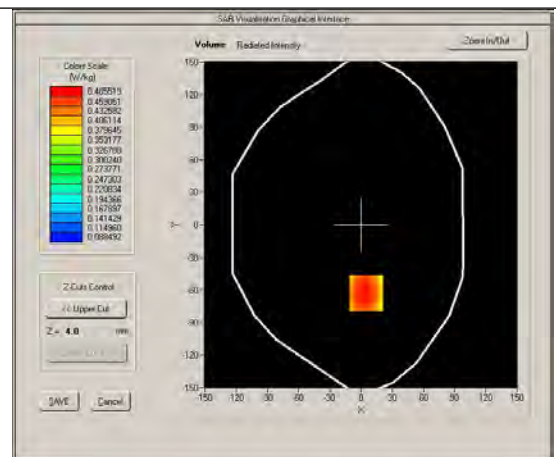 SAR Visualisation Graphical Interface
Volume Radiated Intensity
Zoom In/Out
Colors Scale
(W/kg)
0.485519
0.459051
0.432582
0.406114
0.379645
0.353177
0.326708
0.300240
0.273771
0.247303
0.220834
0.194366
0.167897
0.141429
0.114960
0.088492
Z-Cuts Control
<< Upper Cut
Z = 4.0 mm
SAVE
Cancel
150-
120-
90-
60-
30-
Y 0-
-30-
-60-
-90-
-120-
-150-
-150 -120 -90 -60 -30 0 30 60 90 120 150
X